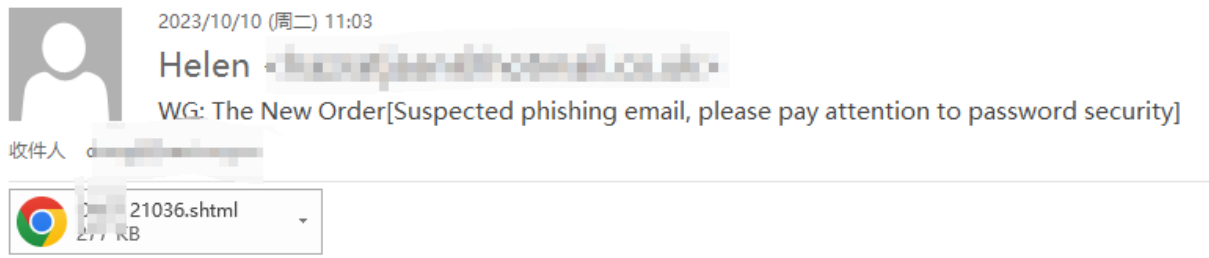 2023/10/10 (周二) 11:03
Helen
WG: The New Order[Suspected phishing email, please pay attention to password security]
收件人
21036.shtml
277 KB